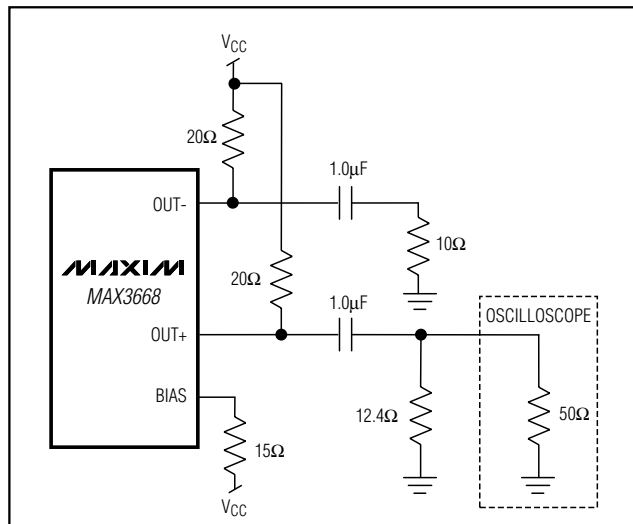 VCC
20Ω
1.0µF
OUT-
10Ω
MAXIM
MAX3668
20Ω
1.0µF
OUT+
OSCILLOSCOPE
BIAS
12.4Ω
50Ω
15Ω
VCC